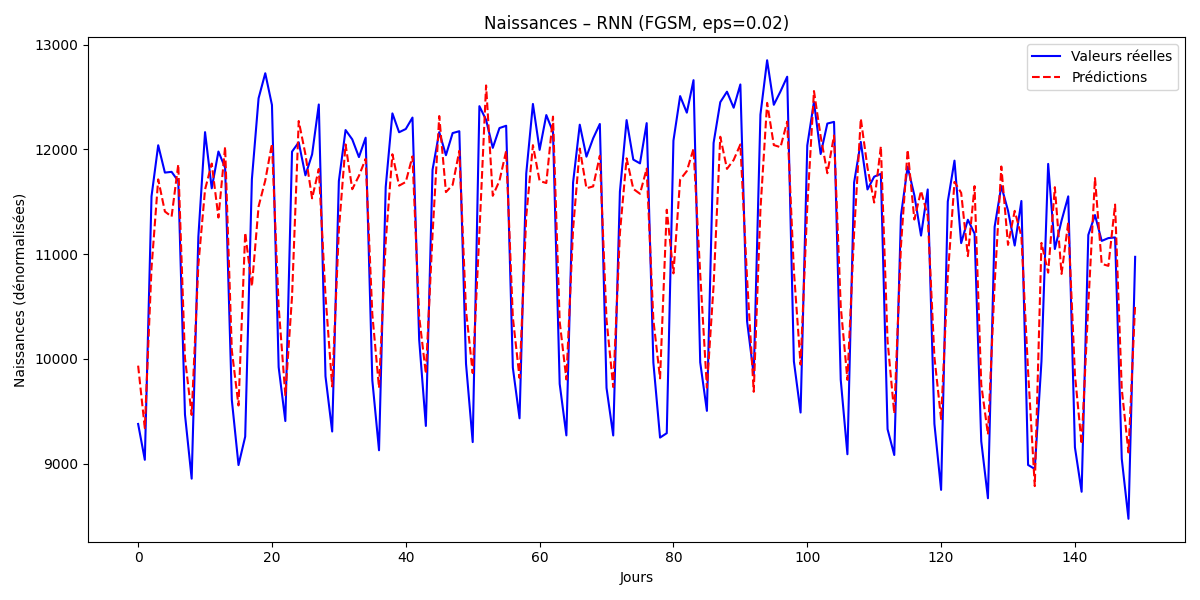 Naissances – RNN (FGSM, eps=0.02)
Valeurs réelles
Prédictions
Naissances (dénormalisées)
13000
12000
11000
10000
9000
0 20 40 60 80 100 120 140
Jours